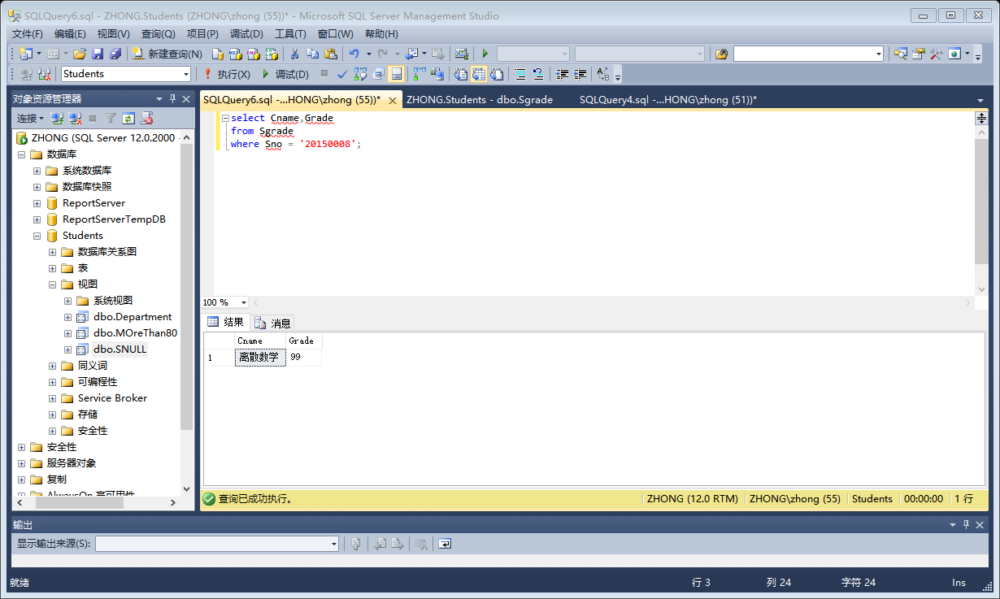 SQLQuery6.sql - ZHONG.Students (ZHONG\zhong (55))* - Microsoft SQL Server Management Studio
文件(F) 编辑(E) 视图(V) 查询(Q) 项目(P) 调试(D) 工具(T) 窗口(W) 帮助(H)
新建查询(N)
Students 执行(X) 调试(D)
对象资源管理器
连接
ZHONG (SQL Server 12.0.2000 -
数据库
系统数据库
数据库快照
ReportServer
ReportServerTempDB
Students
数据库关系图
表
视图
系统视图
dbo.Department
dbo.MOreThan80
dbo.SNULL
同义词
可编程性
Service Broker
存储
安全性
安全性
服务器对象
复制
AlwaysOn 高可用性
SQLQuery6.sql -...HONG\zhong (55))* ZHONG.Students - dbo.Sgrade SQLQuery4.sql -...HONG\zhong (51))*
select Cname,Grade
from Sgrade
where Sno = '20150008';
100 %
结果 消息
Cname Grade
1 离散数学 99
查询已成功执行。 ZHONG (12.0 RTM) ZHONG\zhong (55) Students 00:00:00 1 行
输出
显示输出来源(S):
就绪 行 3 列 24 字符 24 Ins